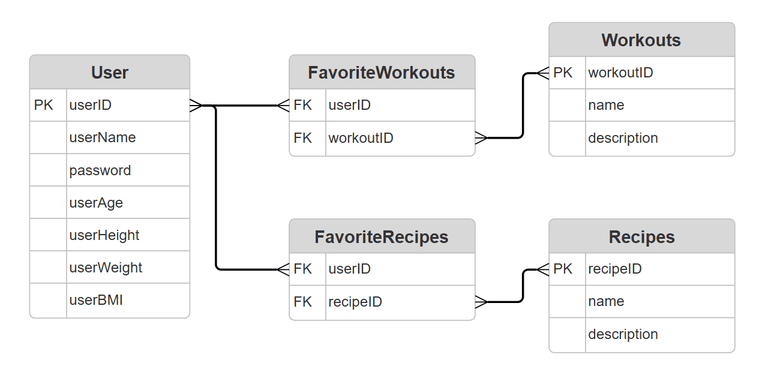 User
PK userID
userName
password
userAge
userHeight
userWeight
userBMI
FavoriteWorkouts
FK userID
FK workoutID
Workouts
PK workoutID
name
description
FavoriteRecipes
FK userID
FK recipeID
Recipes
PK recipeID
name
description